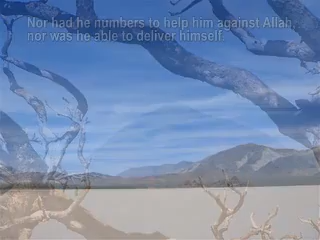 Nor had he numbers to help him against Allah,
nor was he able to deliver himself.